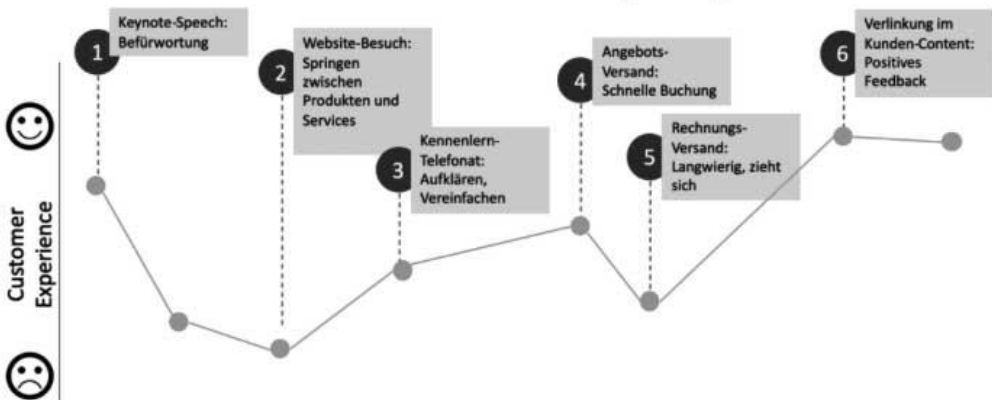 1
Keynote-Speech:
Befürwortung
2
Website-Besuch:
Springen
zwischen
Produkten und
Services
3
Kennenlern-
Telefonat:
Aufklären,
Vereinfachen
4
Angebots-
Versand:
Schnelle Buchung
5
Rechnungs-
Versand:
Langwierig, zieht
sich
6
Verlinkung im
Kunden-Content:
Positives
Feedback
Customer
Experience